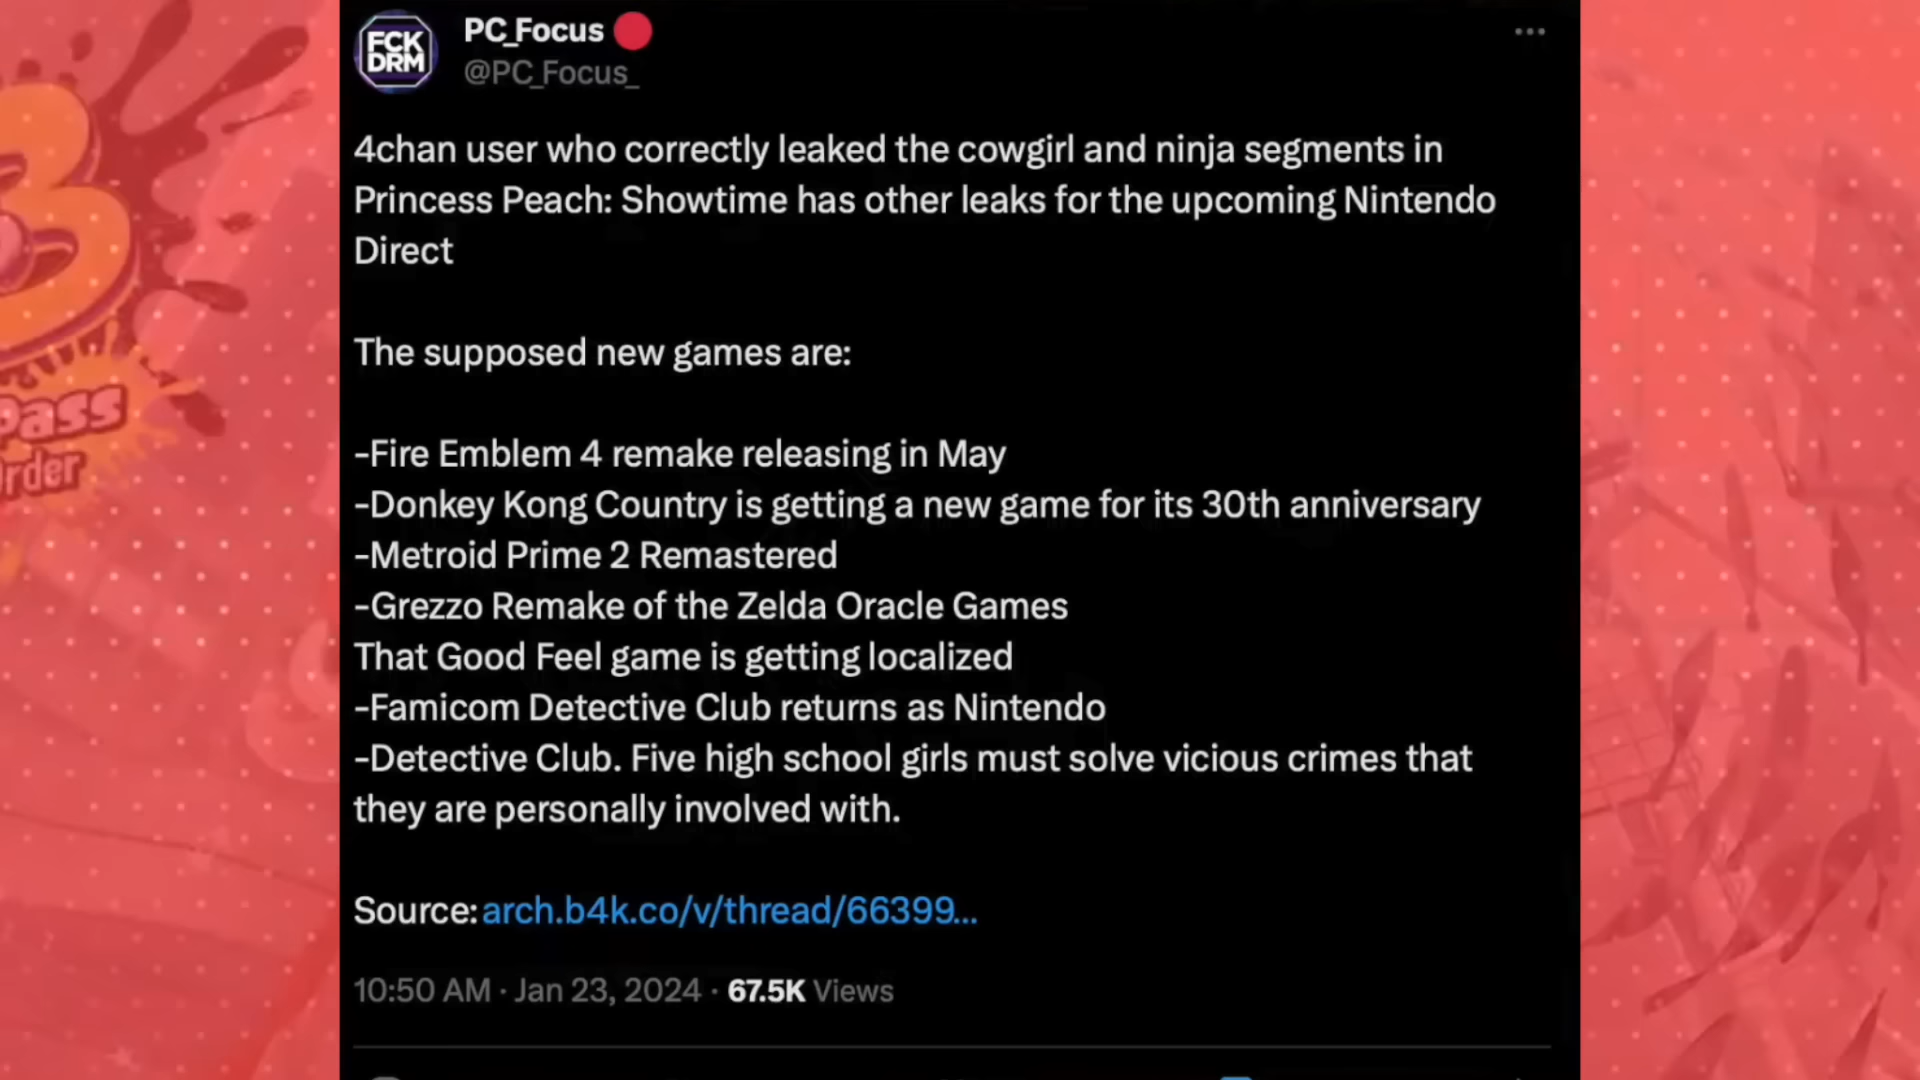 FCK
DRM
PC_Focus
@PC_Focus_
4chan user who correctly leaked the cowgirl and ninja segments in
Princess Peach: Showtime has other leaks for the upcoming Nintendo
Direct
The supposed new games are:
-Fire Emblem 4 remake releasing in May
-Donkey Kong Country is getting a new game for its 30th anniversary
-Metroid Prime 2 Remastered
-Grezzo Remake of the Zelda Oracle Games
That Good Feel game is getting localized
-Famicom Detective Club returns as Nintendo
-Detective Club. Five high school girls must solve vicious crimes that
they are personally involved with.
Source: arch.b4k.co/v/thread/66399...
10:50 AM · Jan 23, 2024 · 67.5K Views
3
Pass
rder